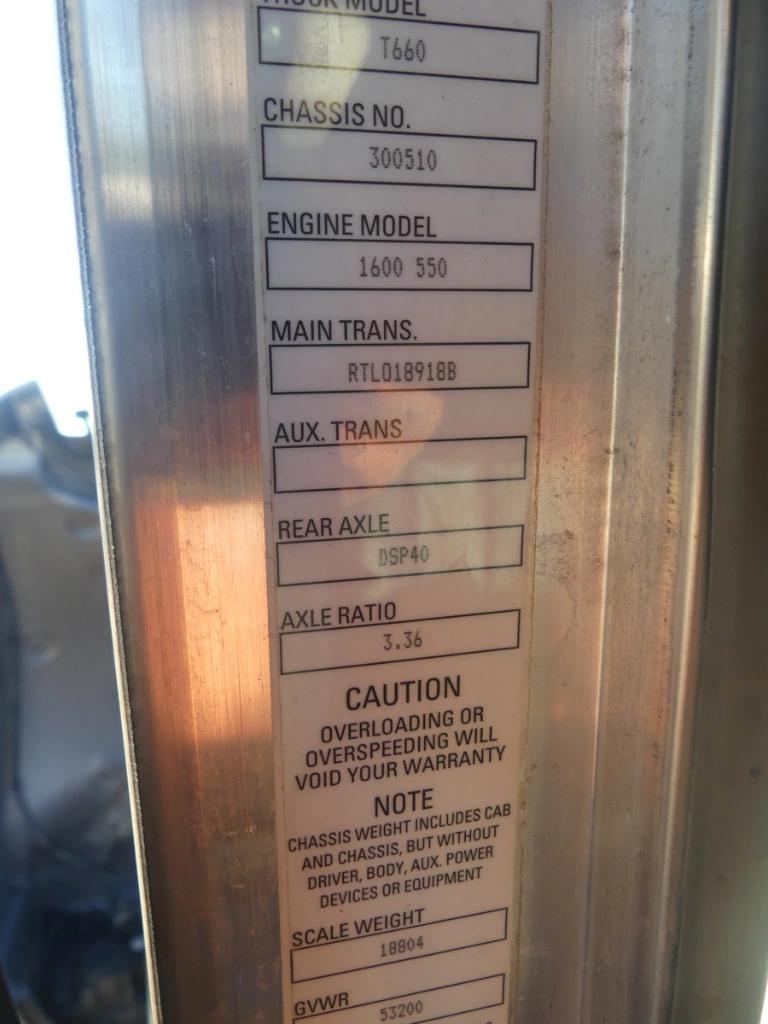 TRUCK MODEL
T660
CHASSIS NO.
300510
ENGINE MODEL
1600 550
MAIN TRANS.
RTLO18918B
AUX. TRANS
REAR AXLE
DSP40
AXLE RATIO
3.36
CAUTION
OVERLOADING OR
OVERSPEEDING WILL
VOID YOUR WARRANTY
NOTE
CHASSIS WEIGHT INCLUDES CAB
AND CHASSIS, BUT WITHOUT
DRIVER, BODY, AUX. POWER
DEVICES OR EQUIPMENT
SCALE WEIGHT
18804
GVWR
53200